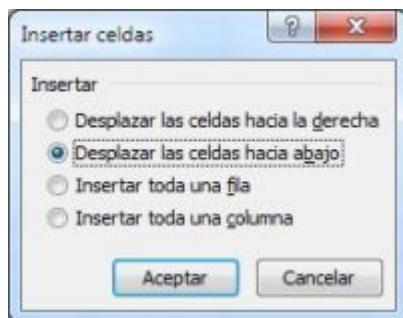 Insertar celdas
Insertar
Desplazar las celdas hacia la derecha
Desplazar las celdas hacia abajo
Insertar toda una fila
Insertar toda una columna
Aceptar Cancelar